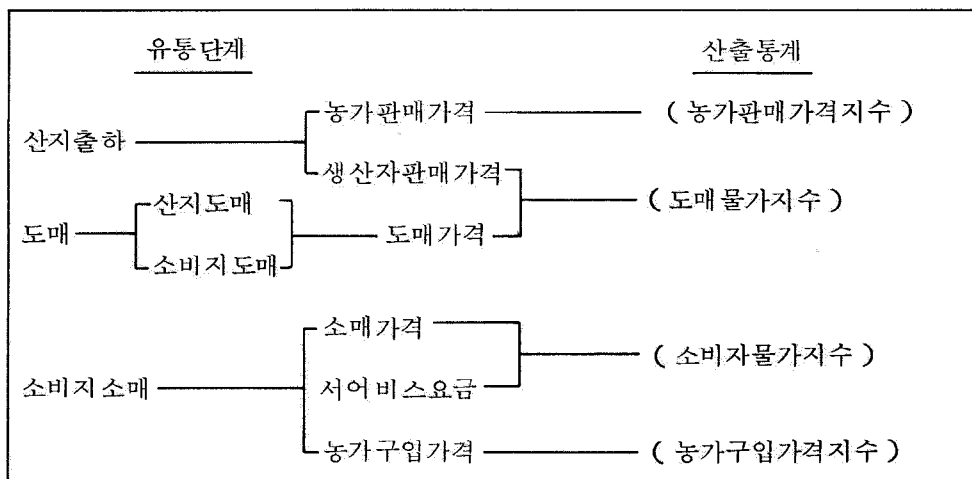 유통단계 산출통계
농가판매가격 ( 농가판매가격지수 )
산지출하
생산자판매가격
산지도매 ( 도매물가지수 )
도매 도매가격
소비지도매
소매가격
( 소비자물가지수 )
소비지소매 서어비스요금
농가구입가격 ( 농가구입가격지수 )